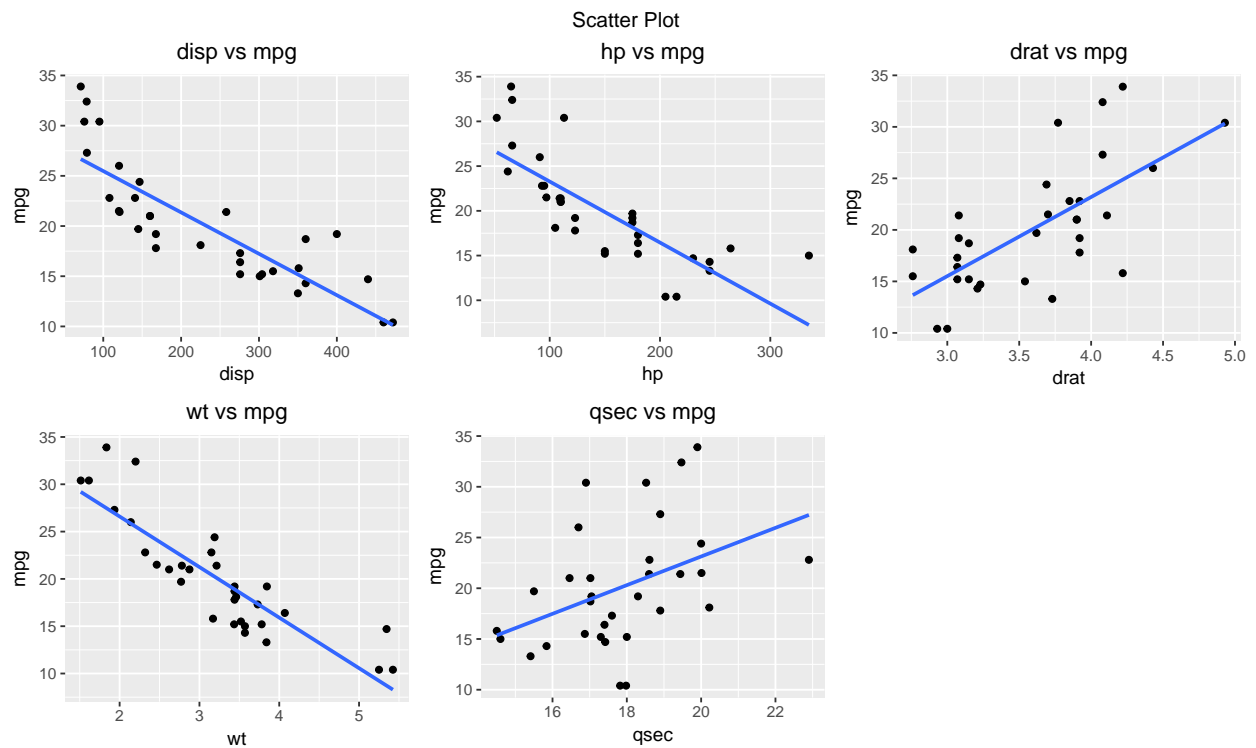 Scatter Plot
disp vs mpg
35
30
25
20
15
10
mpg
100 200 300 400
disp
hp vs mpg
35
30
25
20
15
10
mpg
100 200 300
hp
drat vs mpg
35
30
25
20
15
10
mpg
3.0 3.5 4.0 4.5 5.0
drat
wt vs mpg
35
30
25
20
15
10
mpg
2 3 4 5
wt
qsec vs mpg
35
30
25
20
15
10
mpg
16 18 20 22
qsec